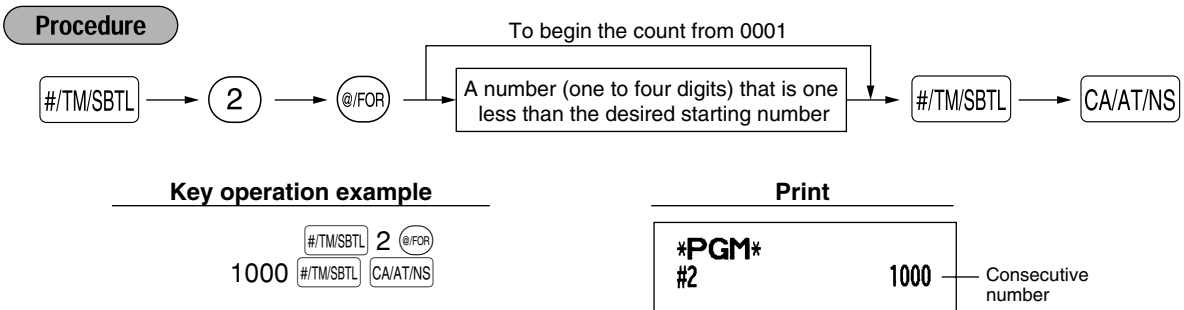 Procedure
To begin the count from 0001
#/TM/SBTL 2 @/FOR A number (one to four digits) that is one less than the desired starting number #/TM/SBTL CA/AT/NS
Key operation example
#/TM/SBTL 2 @/FOR
1000 #/TM/SBTL CA/AT/NS
Print
*PGM*
#2 1000
Consecutive
number